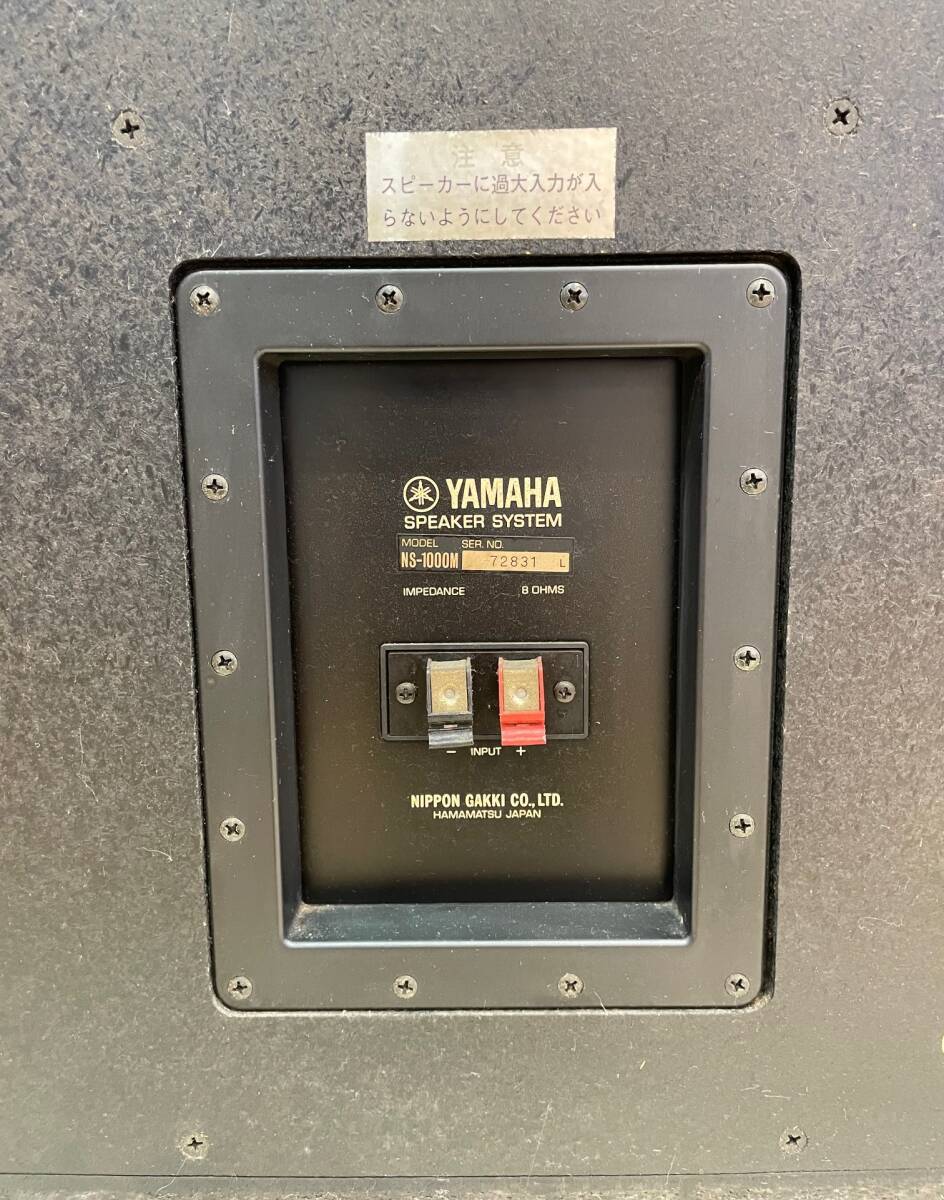 注意
スピーカーに過大入力が入
らないようにしてください
YAMAHA
SPEAKER SYSTEM
MODEL SER. NO.
NS-1000M 72831 L
IMPEDANCE 8 OHMS
− INPUT +
NIPPON GAKKI CO., LTD.
HAMAMATSU JAPAN